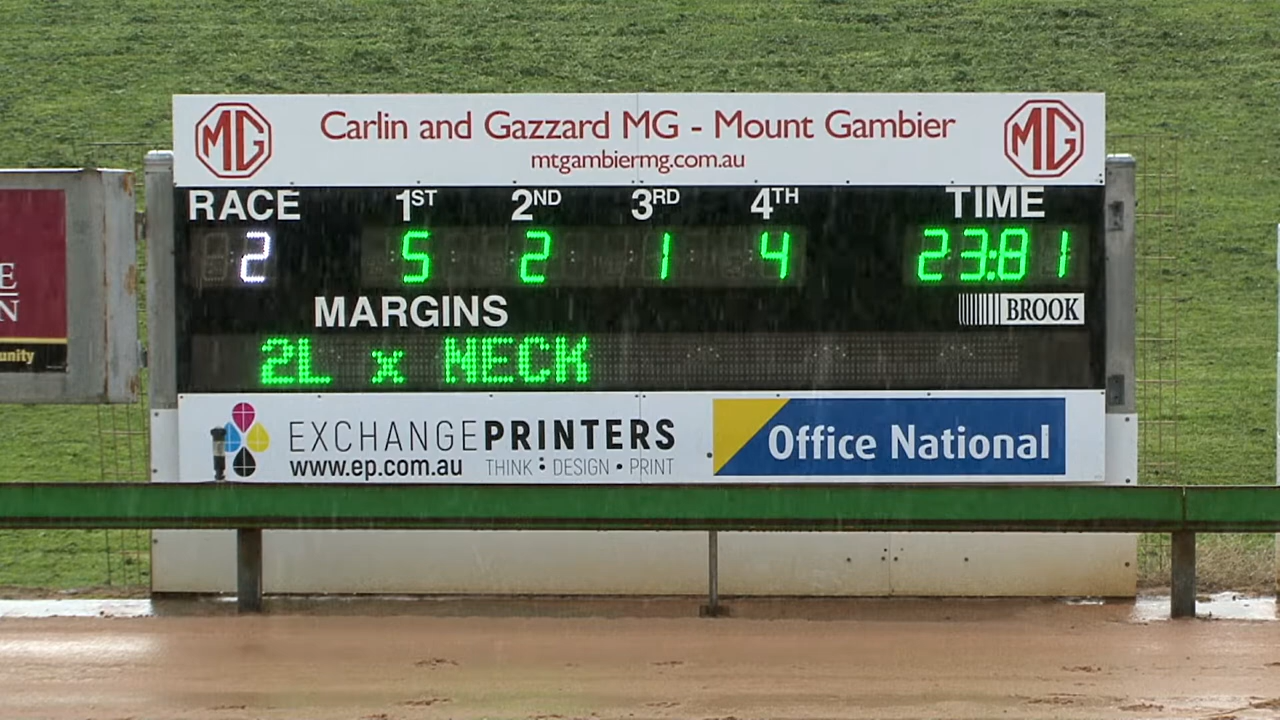 MG Carlin and Gazzard MG - Mount Gambier MG
mtgambiermg.com.au
RACE 1ST 2ND 3RD 4TH TIME
2 5 2 1 4 23:81
MARGINS BROOK
2L x NECK
EXCHANGEPRINTERS
www.ep.com.au THINK : DESIGN • PRINT
Office National
E
N
unity